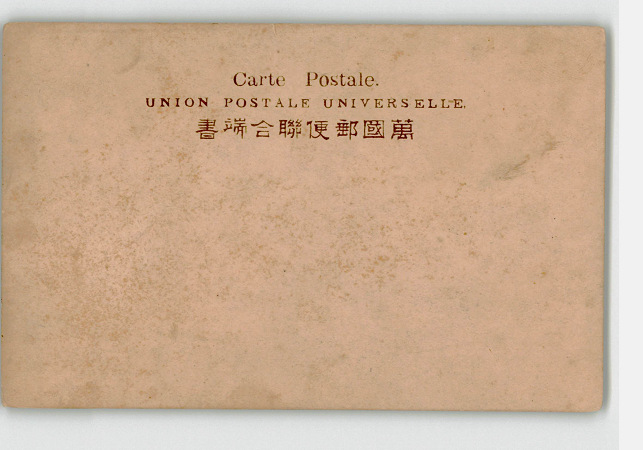 Carte Postale.
UNION POSTALE UNIVERSELLE.
萬國郵便聯合端書